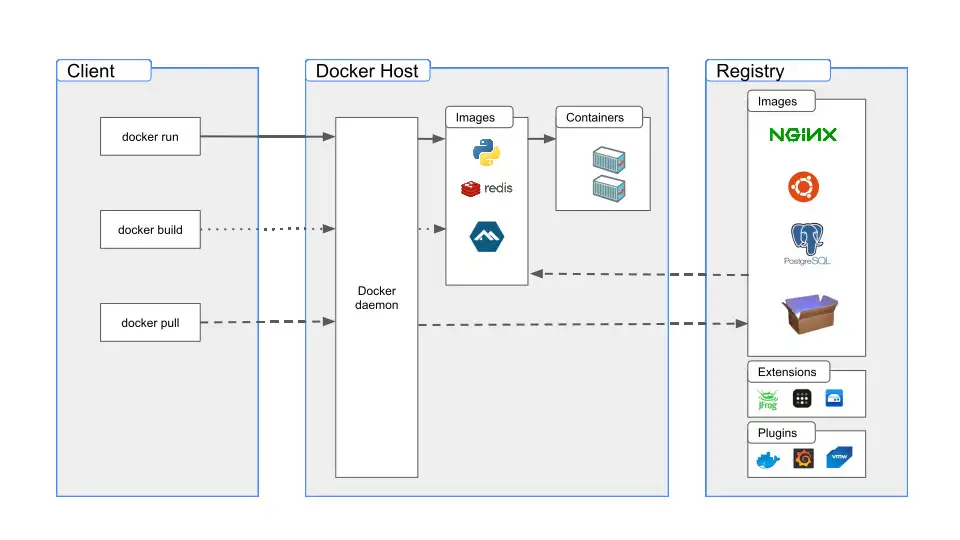 Client
docker run
docker build
docker pull
Docker Host
Docker
daemon
Images
redis
Containers
Registry
Images
NGINX
PostgreSQL
Extensions
JFrog
Plugins
vmw